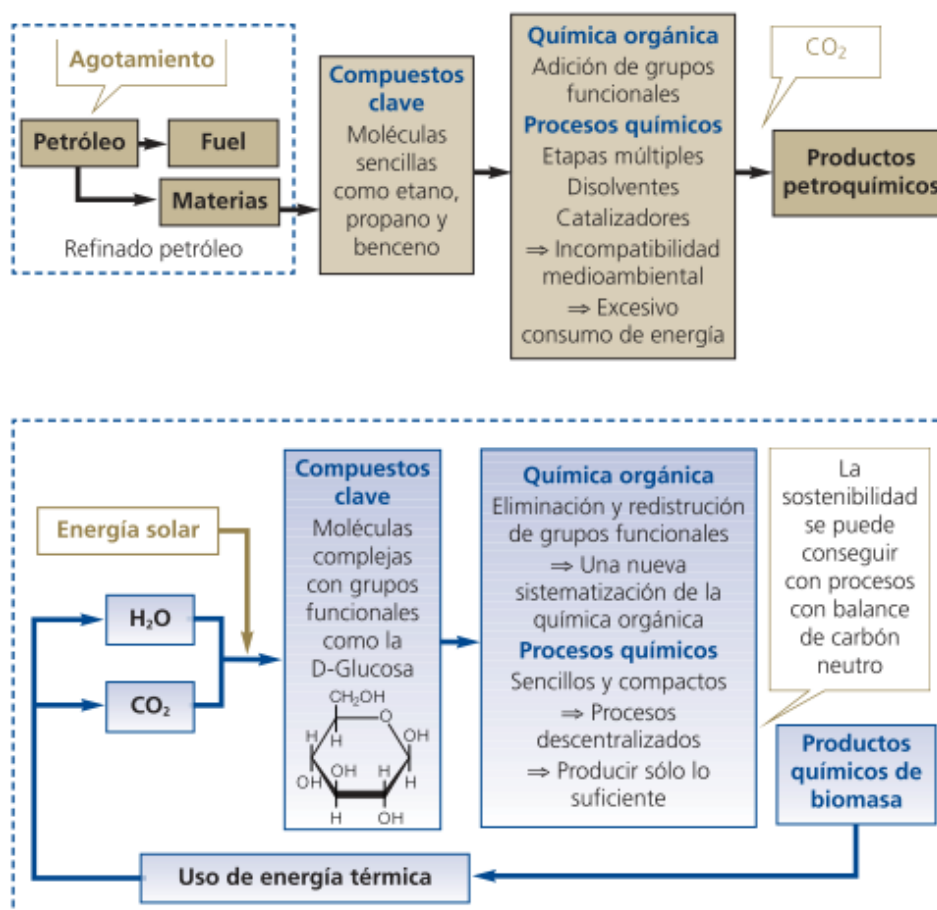 Agotamiento
Petróleo
Fuel
Materias
Refinado petróleo
Compuestos
clave
Moléculas
sencillas
como etano,
propano y
benceno
Química orgánica
Adición de grupos
funcionales
Procesos químicos
Etapas múltiples
Disolventes
Catalizadores
⇒ Incompatibilidad
medioambiental
⇒ Excesivo
consumo de energía
CO₂
Productos
petroquímicos
Energía solar
H₂O
CO₂
Compuestos
clave
Moléculas
complejas
con grupos
funcionales
como la
D-Glucosa
CH₂OH
O
H
H
H
OH
OH
OH
H
H
OH
Química orgánica
Eliminación y redistrución
de grupos funcionales
⇒ Una nueva
sistematización de la
química orgánica
Procesos químicos
Sencillos y compactos
⇒ Procesos
descentralizados
⇒ Producir sólo lo
suficiente
La
sostenibilidad
se puede
conseguir
con procesos
con balance
de carbón
neutro
Productos
químicos de
biomasa
Uso de energía térmica